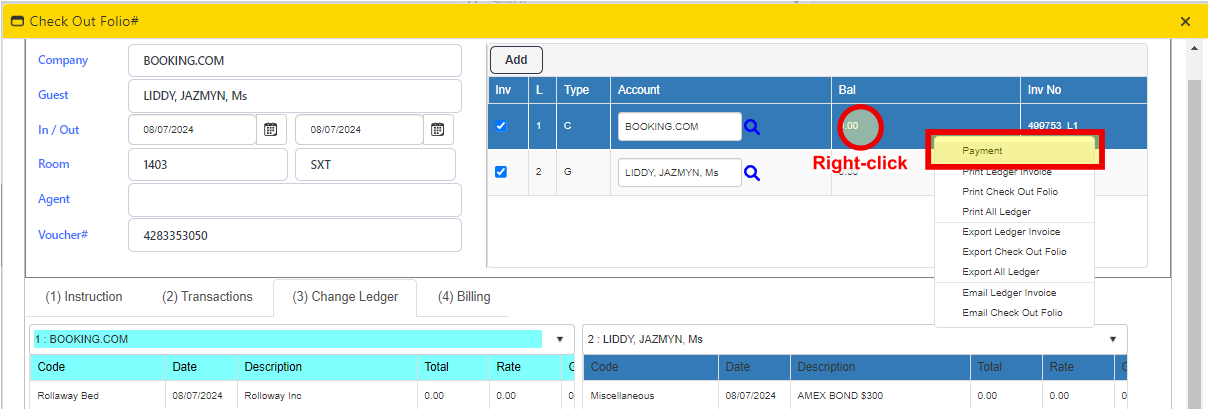 Check Out Folio#
Company BOOKING.COM
Guest LIDDY, JAZMYN, Ms
In / Out 08/07/2024 08/07/2024
Room 1403 SXT
Agent
Voucher# 4283353050
Add
Inv L Type Account Bal Inv No
1 C BOOKING.COM .00 499753 L1
2 G LIDDY, JAZMYN, Ms
Right-click
Payment
Print Ledger Invoice
Print Check Out Folio
Print All Ledger
Export Ledger Invoice
Export Check Out Folio
Export All Ledger
Email Ledger Invoice
Email Check Out Folio
(1) Instruction (2) Transactions (3) Change Ledger (4) Billing
1 : BOOKING.COM
Code Date Description Total Rate
Rollaway Bed 08/07/2024 Rolloway Inc 0.00 0.00 0
2 : LIDDY, JAZMYN, Ms
Code Date Description Total Rate
Miscellaneous 08/07/2024 AMEX BOND $300 0.00 0.00 0